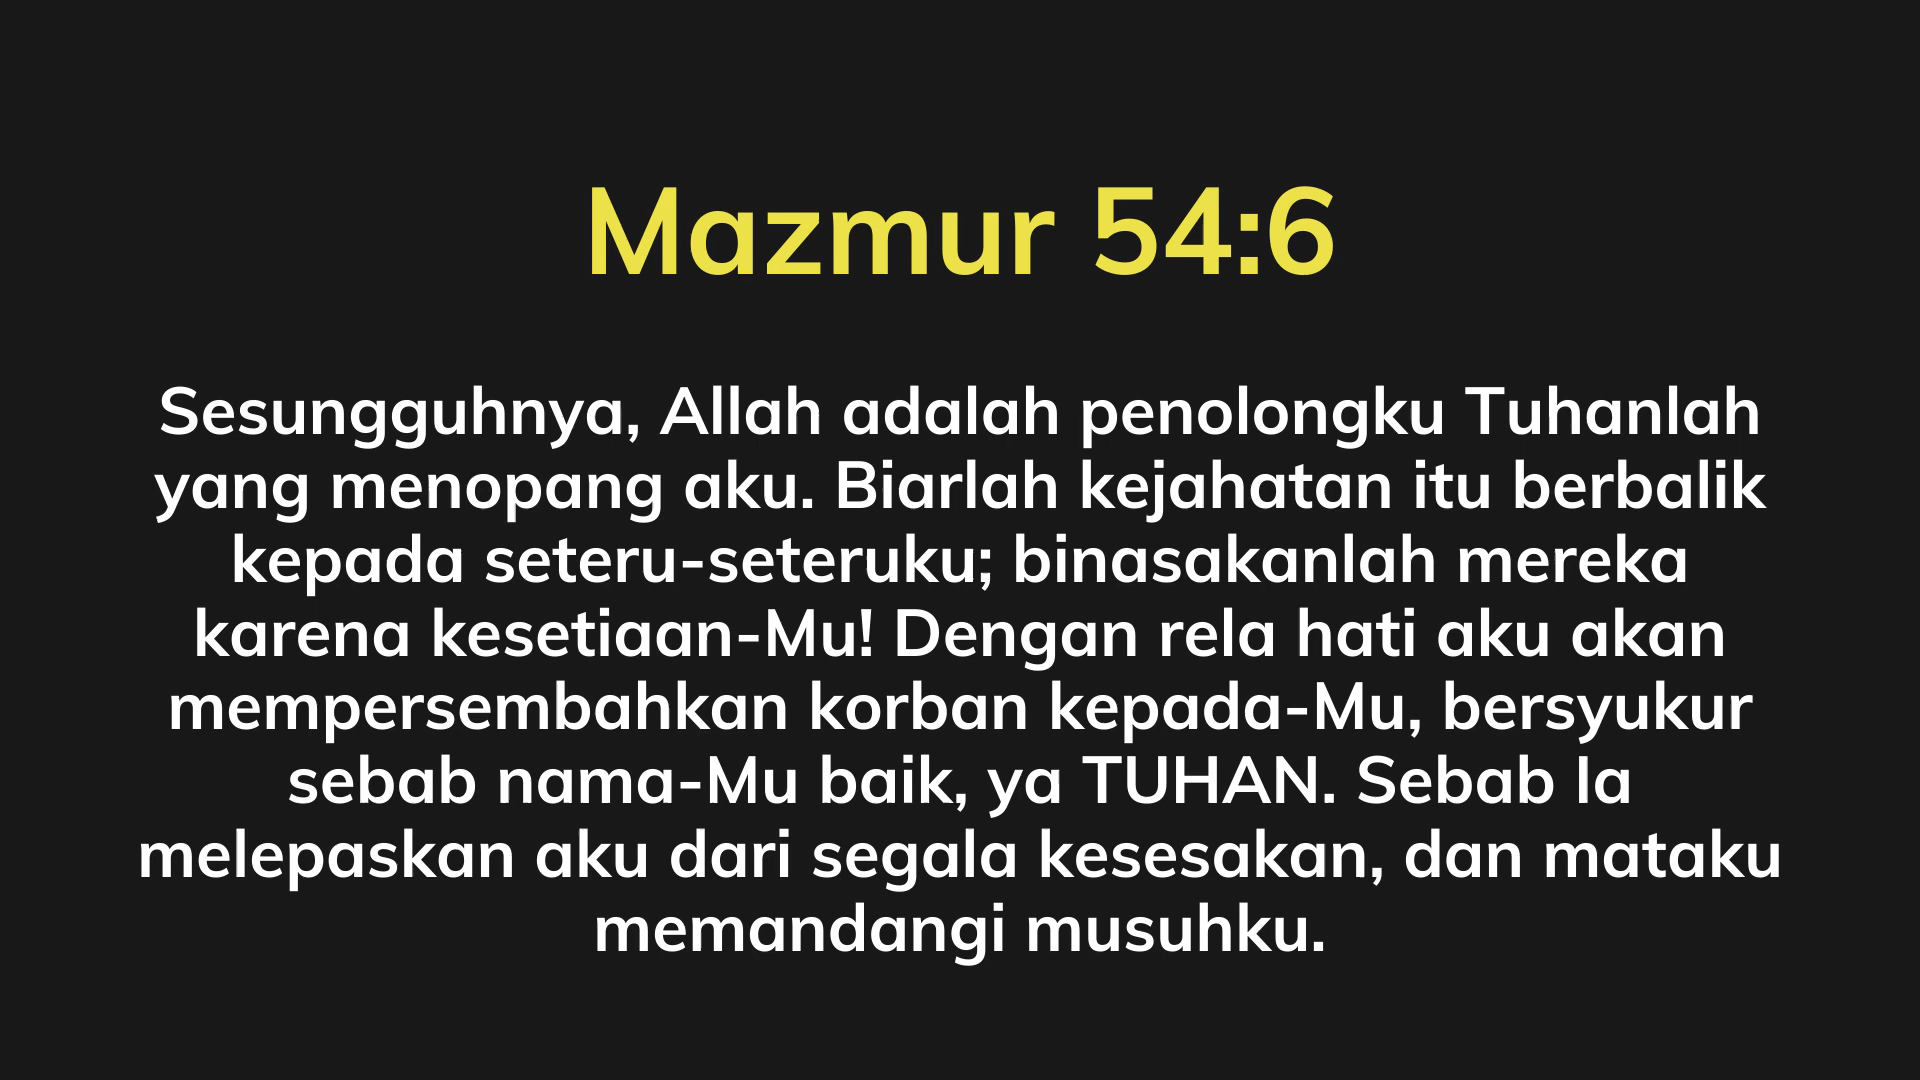 Mazmur 54:6
Sesungguhnya, Allah adalah penolongku Tuhanlah
yang menopang aku. Biarlah kejahatan itu berbalik
kepada seteru-seteruku; binasakanlah mereka
karena kesetiaan-Mu! Dengan rela hati aku akan
mempersembahkan korban kepada-Mu, bersyukur
sebab nama-Mu baik, ya TUHAN. Sebab Ia
melepaskan aku dari segala kesesakan, dan mataku
memandangi musuhku.